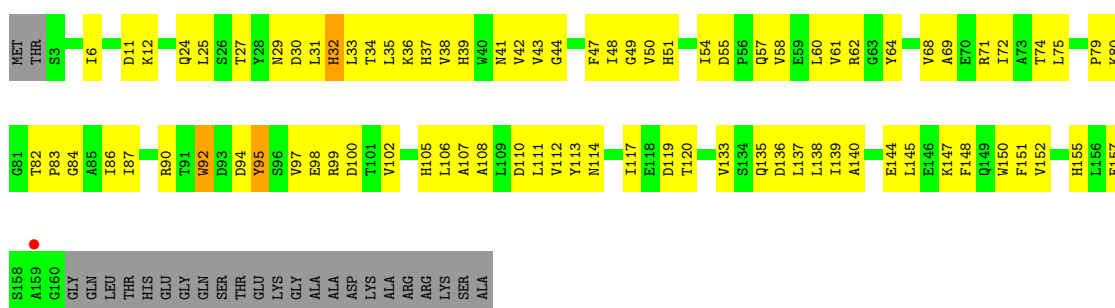 MET THR S3 I6 D11 K12 Q24 L25 S26 T27 Y28 N29 D30 L31 H32 L33 T34 L35 K36 H37 V38 H39 W40 N41 V42 V43 G44 F47 I48 G49 V50 H51 I54 D55 P56 Q57 V58 E59 L60 V61 R62 G63 Y64 V68 A69 E70 R71 I72 A73 T74 L75 P79 K80
G81 T82 P83 G84 A85 I86 I87 R90 T91 W92 D93 D94 Y95 S96 V97 E98 R99 D100 T101 V102 H105 L106 A107 A108 L109 D110 L111 V112 Y113 N114 I117 E118 D119 T120 V133 S134 Q135 D136 L137 L138 I139 A140 E144 L145 E146 K147 F148 Q149 W150 F151 V152 H155 L156 E157
S158 A159 G160 GLY GLN LEU THR HIS GLU GLY GLN SER THR GLU LYS GLY ALA ALA ASP LYS ALA ARG ARG LYS SER ALA